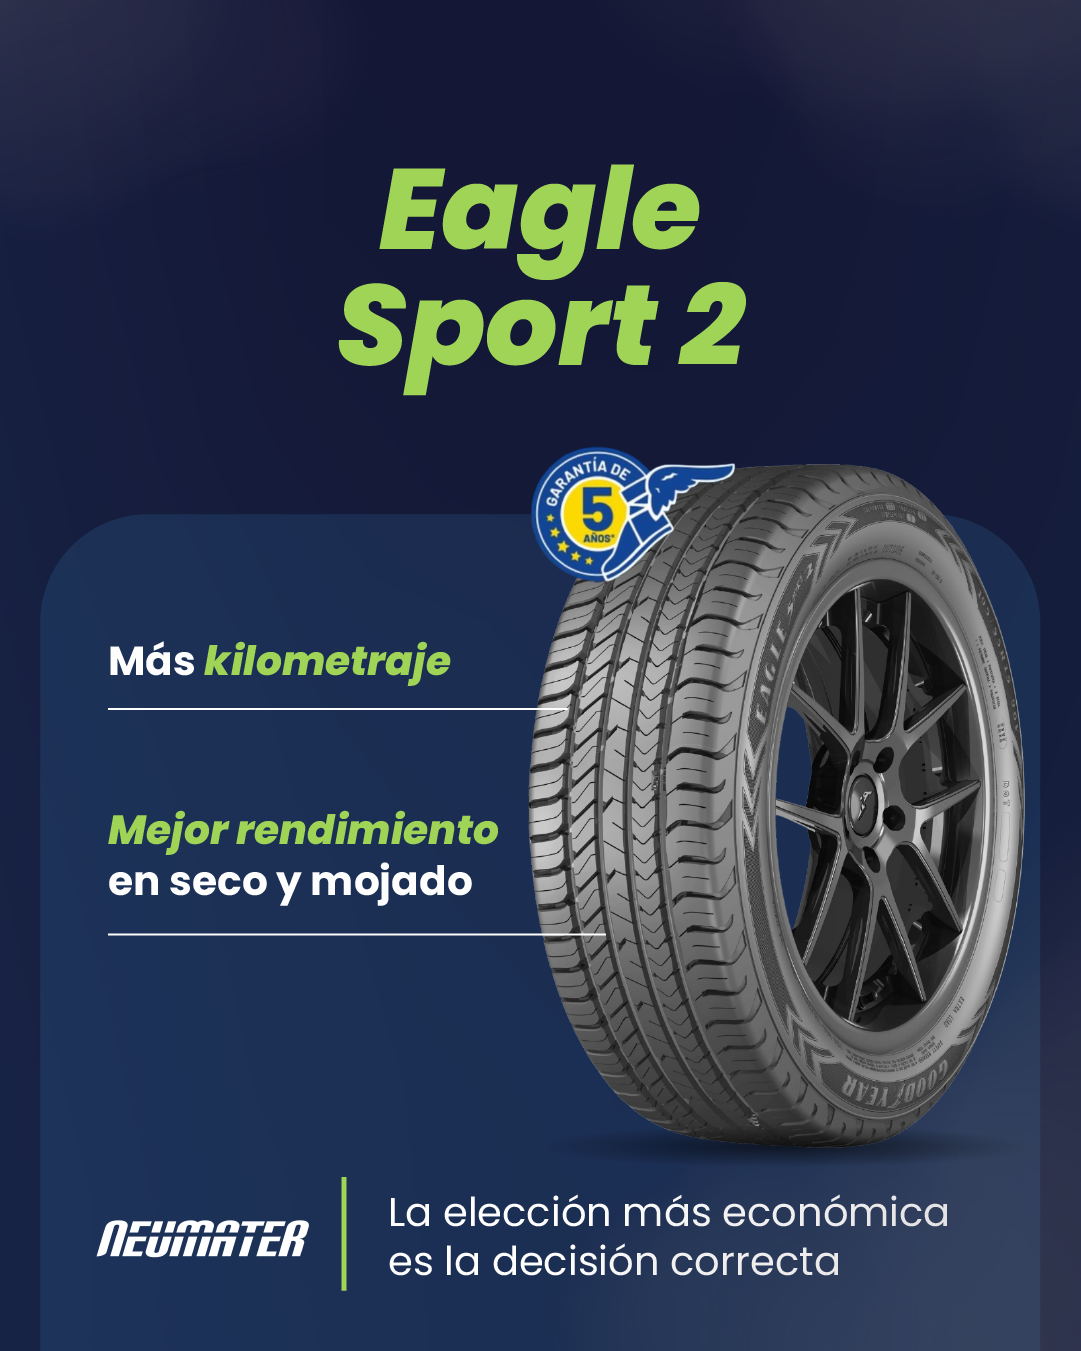 Eagle
Sport 2
GARANTÍA DE
5
AÑOS*
Más kilometraje
EAGLE
Mejor rendimiento
en seco y mojado
GOODYEAR
NEUMATER
La elección más económica
es la decisión correcta